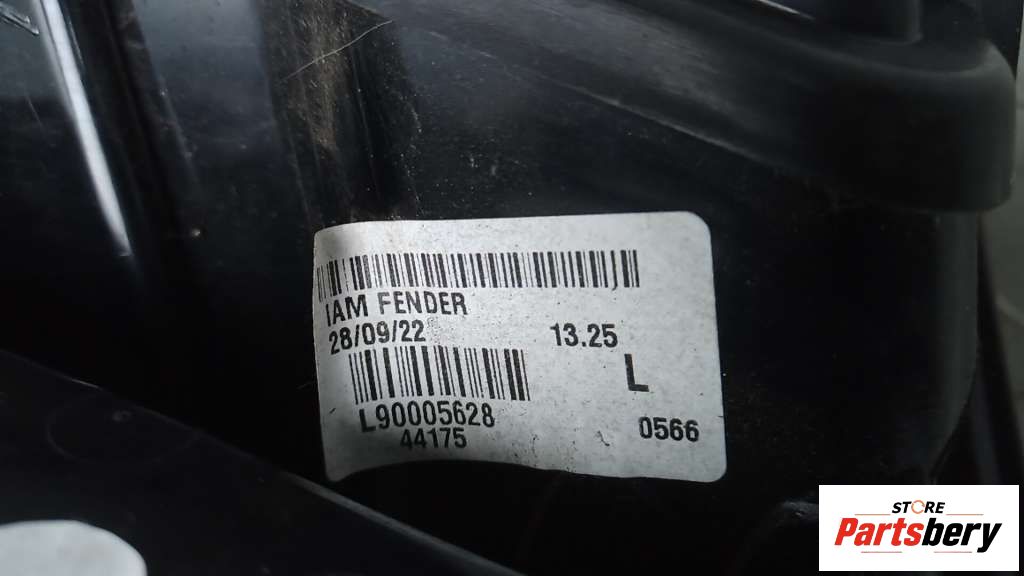 IAM FENDER
28/09/22 13.25
L
L90005628
44175 0566
STORE
Partsbery